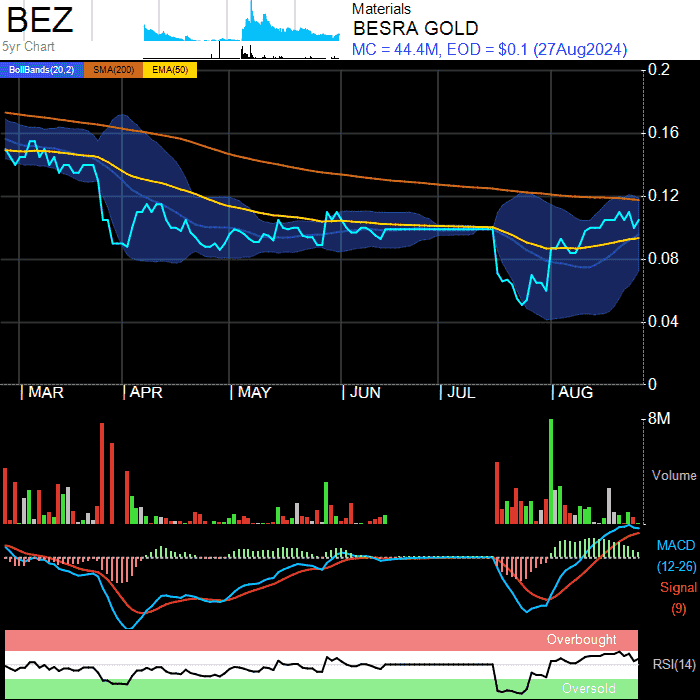 BEZ
5yr Chart
Materials
BESRA GOLD
MC = 44.4M, EOD = $0.1 (27Aug2024)
BollBands(20,2) SMA(200) EMA(50)
0.2
0.16
0.12
0.08
0.04
0
MAR APR MAY JUN JUL AUG
8M
Volume
MACD
(12-26)
Signal
(9)
Overbought
RSI(14)
Oversold